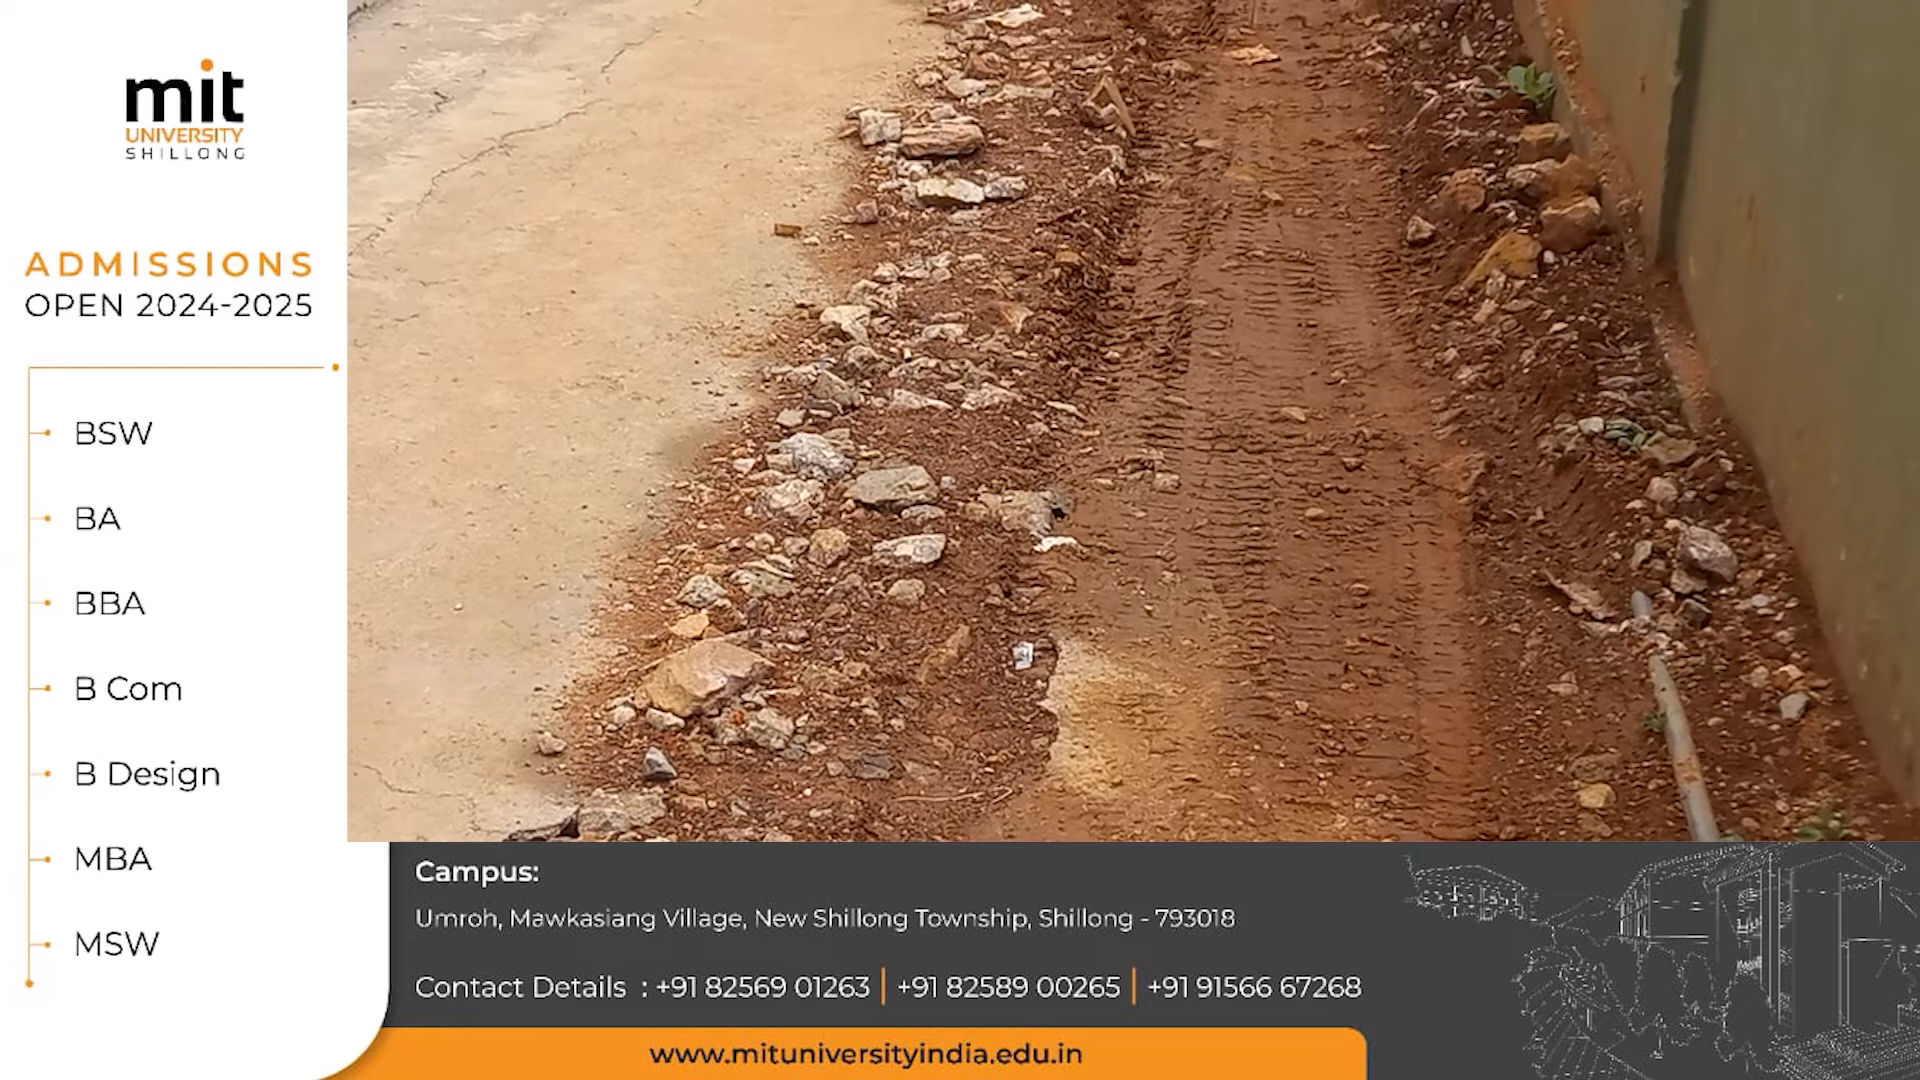 mit
UNIVERSITY
SHILLONG
ADMISSIONS
OPEN 2024-2025
BSW
BA
BBA
B Com
B Design
MBA
MSW
Campus:
Umroh, Mawkasiang Village, New Shillong Township, Shillong - 793018
Contact Details : +91 82569 01263 | +91 82589 00265 | +91 91566 67268
www.mituniversityindia.edu.in